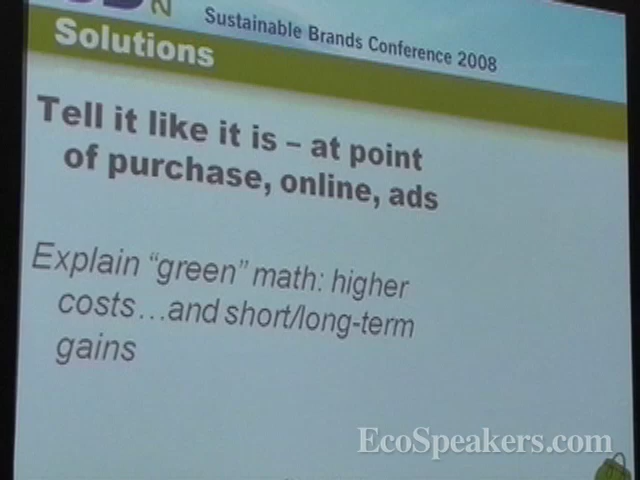 Sustainable Brands Conference 2008
Solutions
Tell it like it is – at point
of purchase, online, ads
Explain “green” math: higher
costs…and short/long-term
gains
EcoSpeakers.com